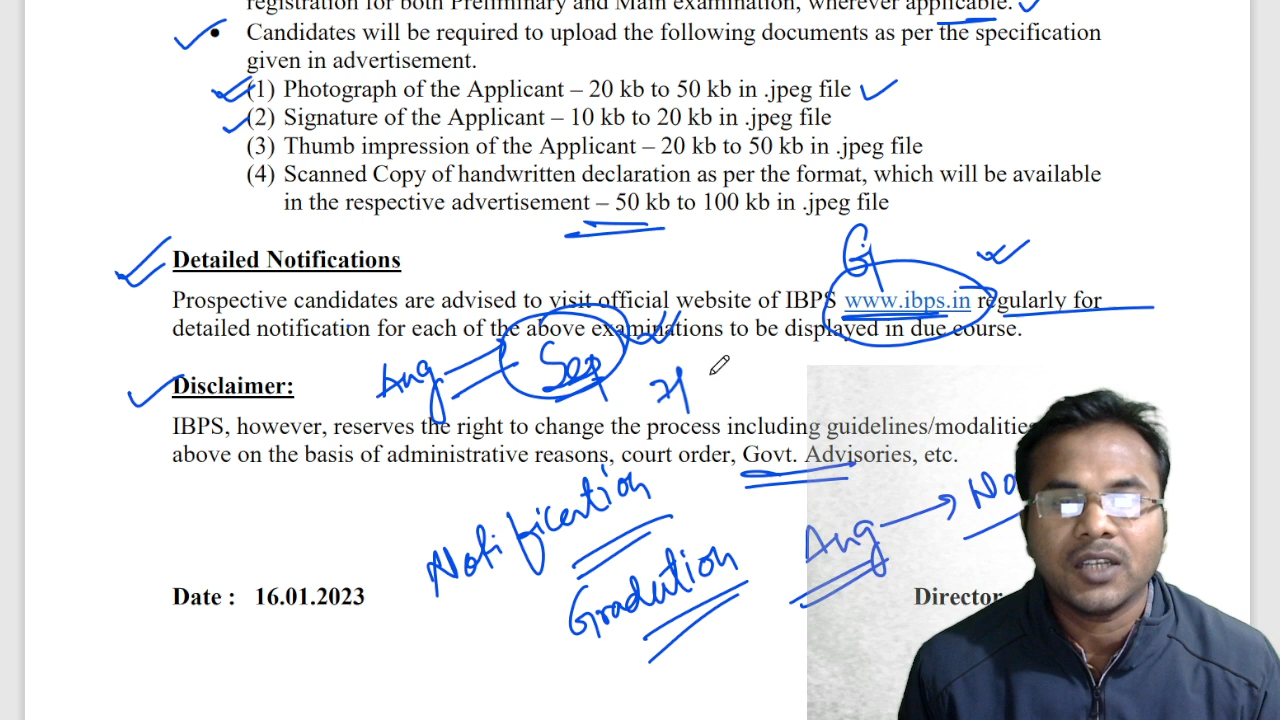 registration for both Preliminary and Main examination, wherever applicable.
• Candidates will be required to upload the following documents as per the specification
given in advertisement.
(1) Photograph of the Applicant – 20 kb to 50 kb in .jpeg file
(2) Signature of the Applicant – 10 kb to 20 kb in .jpeg file
(3) Thumb impression of the Applicant – 20 kb to 50 kb in .jpeg file
(4) Scanned Copy of handwritten declaration as per the format, which will be available
in the respective advertisement – 50 kb to 100 kb in .jpeg file
Detailed Notifications
Prospective candidates are advised to visit official website of IBPS www.ibps.in regularly for
detailed notification for each of the above examinations to be displayed in due course.
Aug Sep
Disclaimer:
IBPS, however, reserves the right to change the process including guidelines/modalities
above on the basis of administrative reasons, court order, Govt. Advisories, etc.
Notification
Aug No
Gradution
Date : 16.01.2023
Director